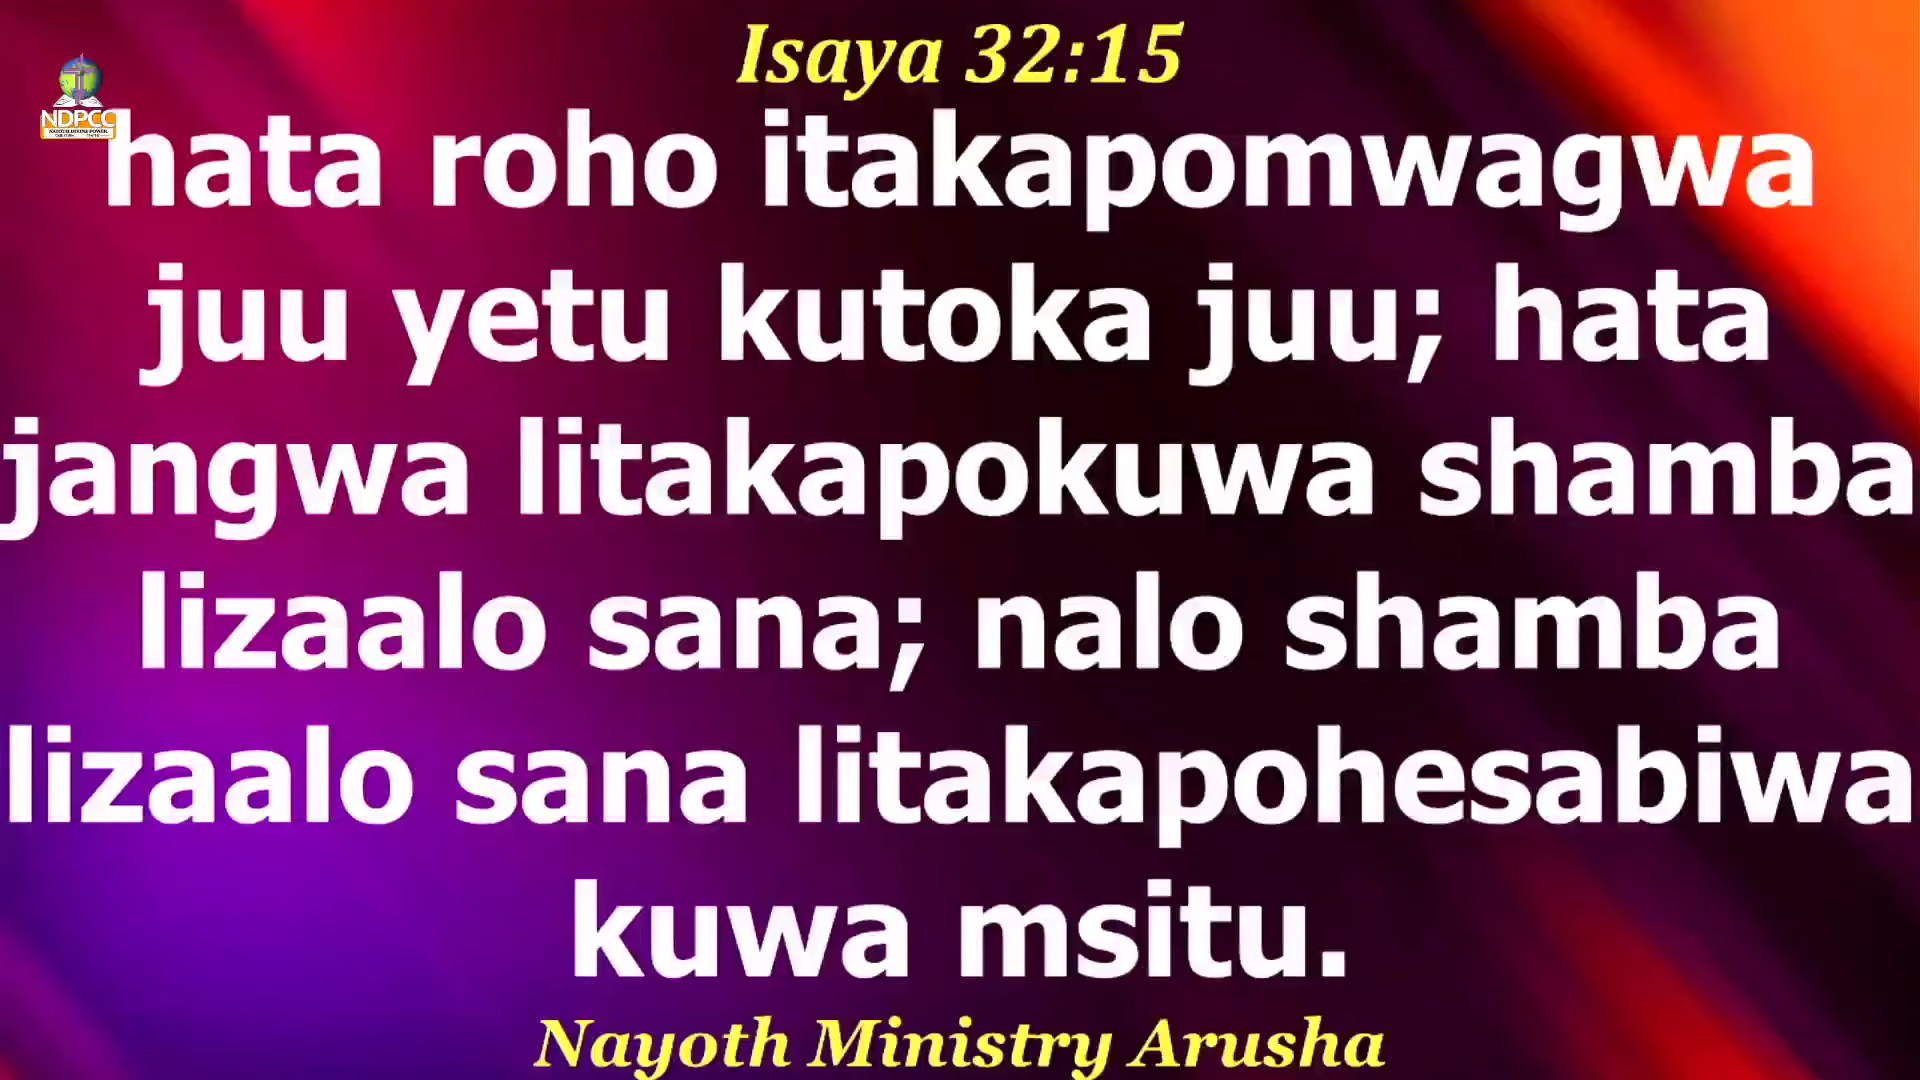 Isaya 32:15
NDPCC
hata roho itakapomwagwa
juu yetu kutoka juu; hata
jangwa litakapokuwa shamba
lizaalo sana; nalo shamba
lizaalo sana litakapohesabiwa
kuwa msitu.
Nayoth Ministry Arusha